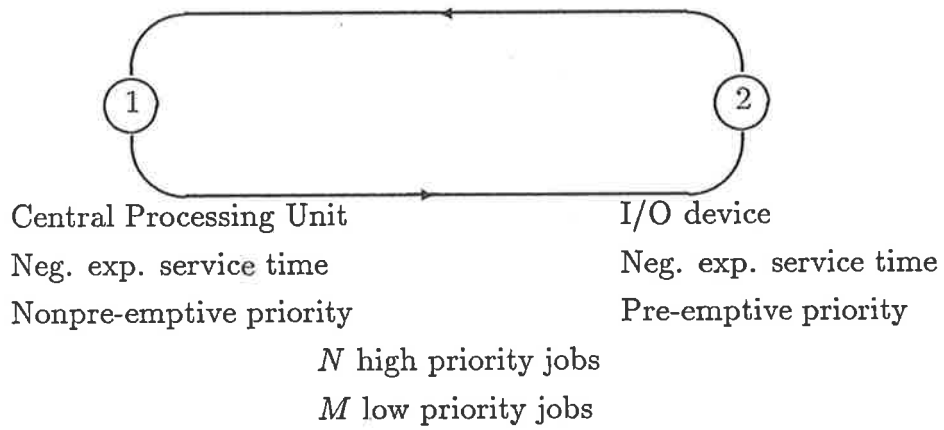 1
2
Central Processing Unit
I/O device
Neg. exp. service time
Neg. exp. service time
Nonpre-emptive priority
Pre-emptive priority
N high priority jobs
M low priority jobs